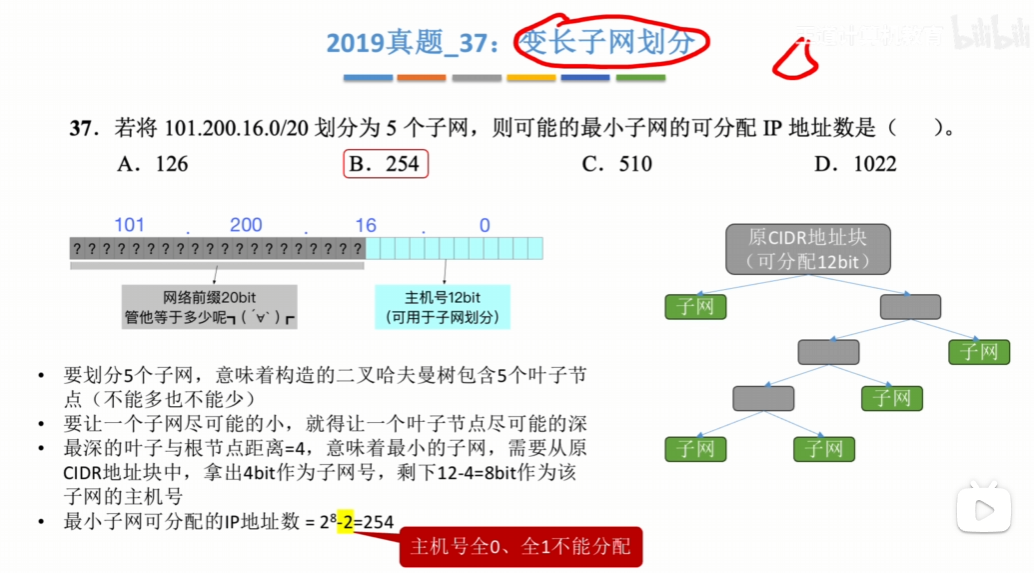 2019真题_37：变长子网划分
bilibili
37．若将 101.200.16.0/20 划分为 5 个子网，则可能的最小子网的可分配 IP 地址数是（　　）。
A．126　B．254　C．510　D．1022
101 . 200 . 16 . 0
????????????????????
网络前缀20bit
管他等于多少呢┓(´∀`)┏
主机号12bit
（可用于子网划分）
原CIDR地址块
（可分配12bit）
子网
子网
子网
子网
子网
• 要划分5个子网，意味着构造的二叉哈夫曼树包含5个叶子节
点（不能多也不能少）
• 要让一个子网尽可能的小，就得让一个叶子节点尽可能的深
• 最深的叶子与根节点距离=4，意味着最小的子网，需要从原
CIDR地址块中，拿出4bit作为子网号，剩下12-4=8bit作为该
子网的主机号
• 最小子网可分配的IP地址数 = 2⁸-2=254
主机号全0、全1不能分配